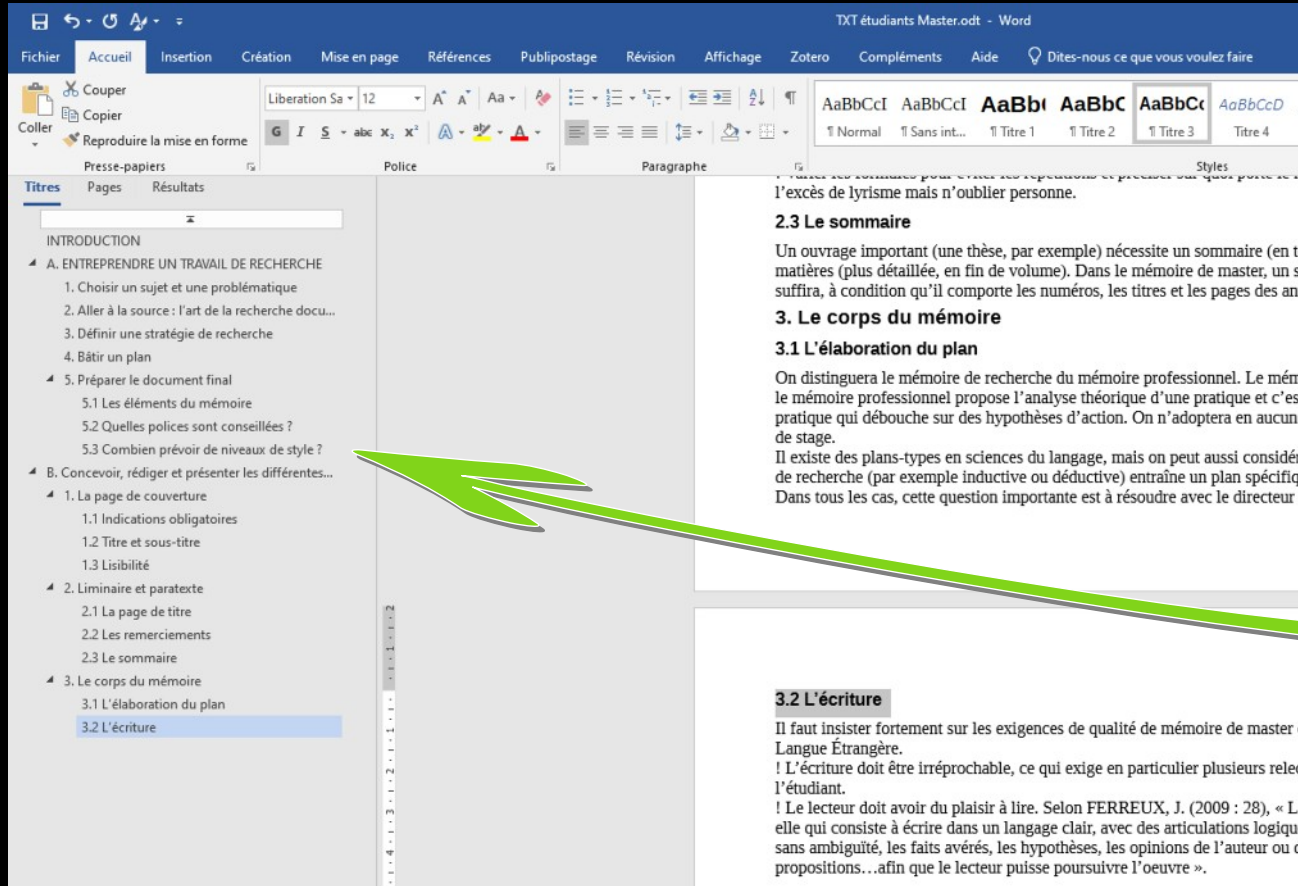 TXT étudiants Master.odt - Word
Fichier Accueil Insertion Création Mise en page Références Publipostage Révision Affichage Zotero Compléments Aide Dites-nous ce que vous voulez faire
Couper
Copier
Coller
Reproduire la mise en forme
Presse-papiers
Liberation Sa 12 Aa
G I S abc X₂ X²
Police
Paragraphe
AaBbCcI AaBbCcI AaBb AaBbC AaBbCc AaBbCcD
¶ Normal ¶ Sans int... ¶ Titre 1 ¶ Titre 2 ¶ Titre 3 Titre 4
Styles
Titres Pages Résultats
INTRODUCTION
A. ENTREPRENDRE UN TRAVAIL DE RECHERCHE
1. Choisir un sujet et une problématique
2. Aller à la source : l'art de la recherche docu...
3. Définir une stratégie de recherche
4. Bâtir un plan
5. Préparer le document final
5.1 Les éléments du mémoire
5.2 Quelles polices sont conseillées ?
5.3 Combien prévoir de niveaux de style ?
B. Concevoir, rédiger et présenter les différentes...
1. La page de couverture
1.1 Indications obligatoires
1.2 Titre et sous-titre
1.3 Lisibilité
2. Liminaire et paratexte
2.1 La page de titre
2.2 Les remerciements
2.3 Le sommaire
3. Le corps du mémoire
3.1 L'élaboration du plan
3.2 L'écriture
l'excès de lyrisme mais n'oublier personne.
2.3 Le sommaire
Un ouvrage important (une thèse, par exemple) nécessite un sommaire (en
matières (plus détaillée, en fin de volume). Dans le mémoire de master, un
suffira, à condition qu'il comporte les numéros, les titres et les pages des
3. Le corps du mémoire
3.1 L'élaboration du plan
On distinguera le mémoire de recherche du mémoire professionnel. Le
le mémoire professionnel propose l'analyse théorique d'une pratique et
pratique qui débouche sur des hypothèses d'action. On n'adoptera en
de stage.
Il existe des plans-types en sciences du langage, mais on peut aussi
de recherche (par exemple inductive ou déductive) entraîne un plan
Dans tous les cas, cette question importante est à résoudre avec le directeur
3.2 L'écriture
Il faut insister fortement sur les exigences de qualité de mémoire de master
Langue Étrangère.
! L'écriture doit être irréprochable, ce qui exige en particulier plusieurs
l'étudiant.
! Le lecteur doit avoir du plaisir à lire. Selon FERREUX, J. (2009 : 28), « L
elle qui consiste à écrire dans un langage clair, avec des articulations
sans ambiguïté, les faits avérés, les hypothèses, les opinions de l'auteur ou
propositions…afin que le lecteur puisse poursuivre l'oeuvre ».